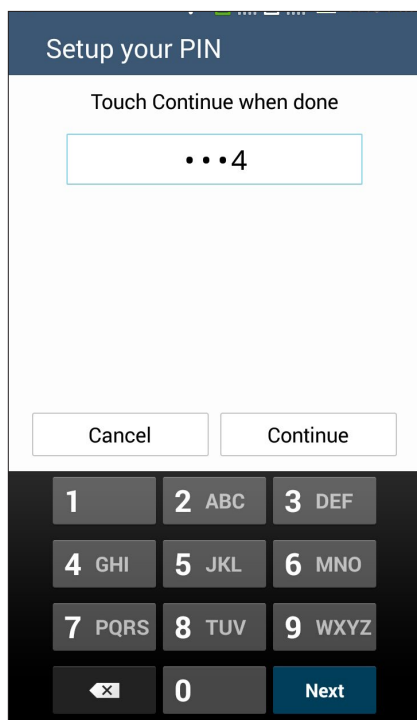 Setup your PIN
Touch Continue when done
•••4
Cancel Continue
1 2 ABC 3 DEF
4 GHI 5 JKL 6 MNO
7 PQRS 8 TUV 9 WXYZ
0 Next